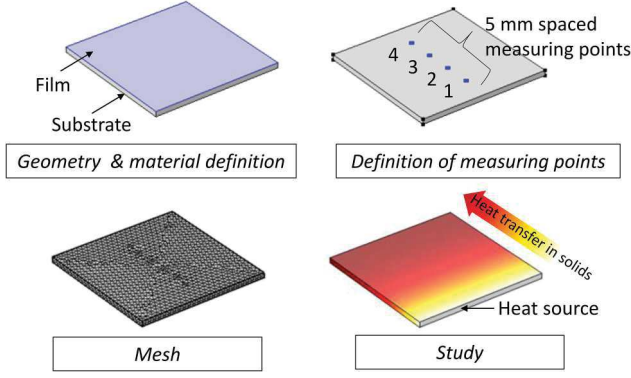 Film
Substrate
Geometry & material definition
5 mm spaced
measuring points
4
3
2
1
Definition of measuring points
Mesh
Heat transfer in solids
Heat source
Study